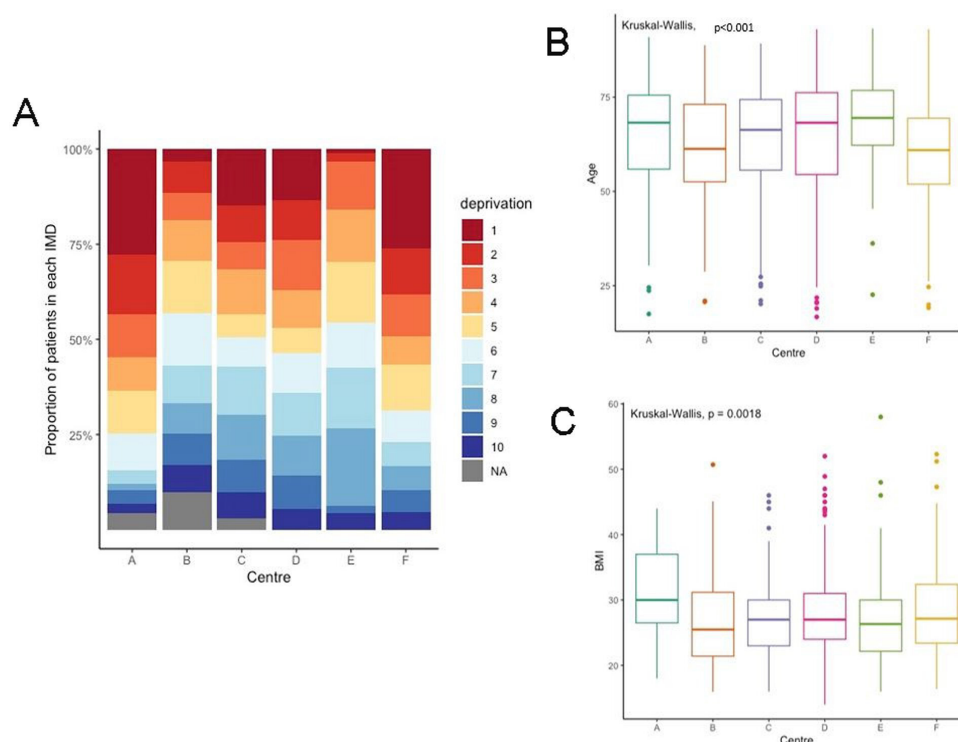 A
Proportion of patients in each IMD
100%
75%
50%
25%
A B C D E F
Centre
deprivation
1
2
3
4
5
6
7
8
9
10
NA
B
Kruskal-Wallis, p<0.001
Age
75
50
25
A B C D E F
Centre
C
Kruskal-Wallis, p = 0.0018
BMI
60
50
40
30
20
A B C D E F
Centre